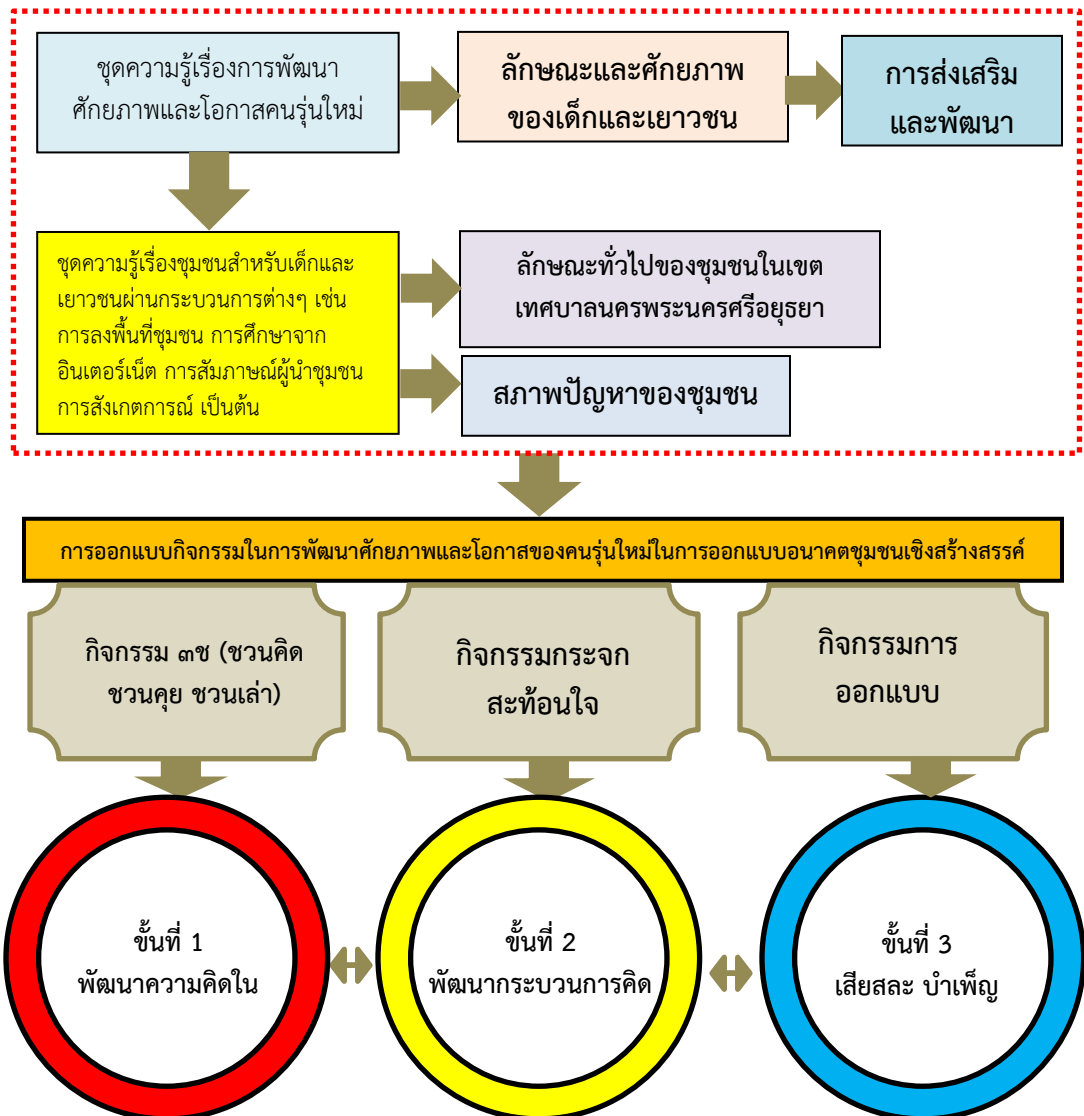 ชุดความรู้เรื่องการพัฒนา
ศักยภาพและโอกาสคนรุ่นใหม่
ลักษณะและศักยภาพ
ของเด็กและเยาวชน
การส่งเสริม
และพัฒนา
ชุดความรู้เรื่องชุมชนสำหรับเด็กและ
เยาวชนผ่านกระบวนการต่างๆ เช่น
การลงพื้นที่ชุมชน การศึกษาจาก
อินเตอร์เน็ต การสัมภาษณ์ผู้นำชุมชน
การสังเกตการณ์ เป็นต้น
ลักษณะทั่วไปของชุมชนในเขต
เทศบาลนครพระนครศรีอยุธยา
สภาพปัญหาของชุมชน
การออกแบบกิจกรรมในการพัฒนาศักยภาพและโอกาสของคนรุ่นใหม่ในการออกแบบอนาคตชุมชนเชิงสร้างสรรค์
กิจกรรม ๓ช (ชวนคิด
ชวนคุย ชวนเล่า)
กิจกรรมกระจก
สะท้อนใจ
กิจกรรมการ
ออกแบบ
ขั้นที่ 1
พัฒนาความคิดใน
ขั้นที่ 2
พัฒนากระบวนการคิด
ขั้นที่ 3
เสียสละ บำเพ็ญ